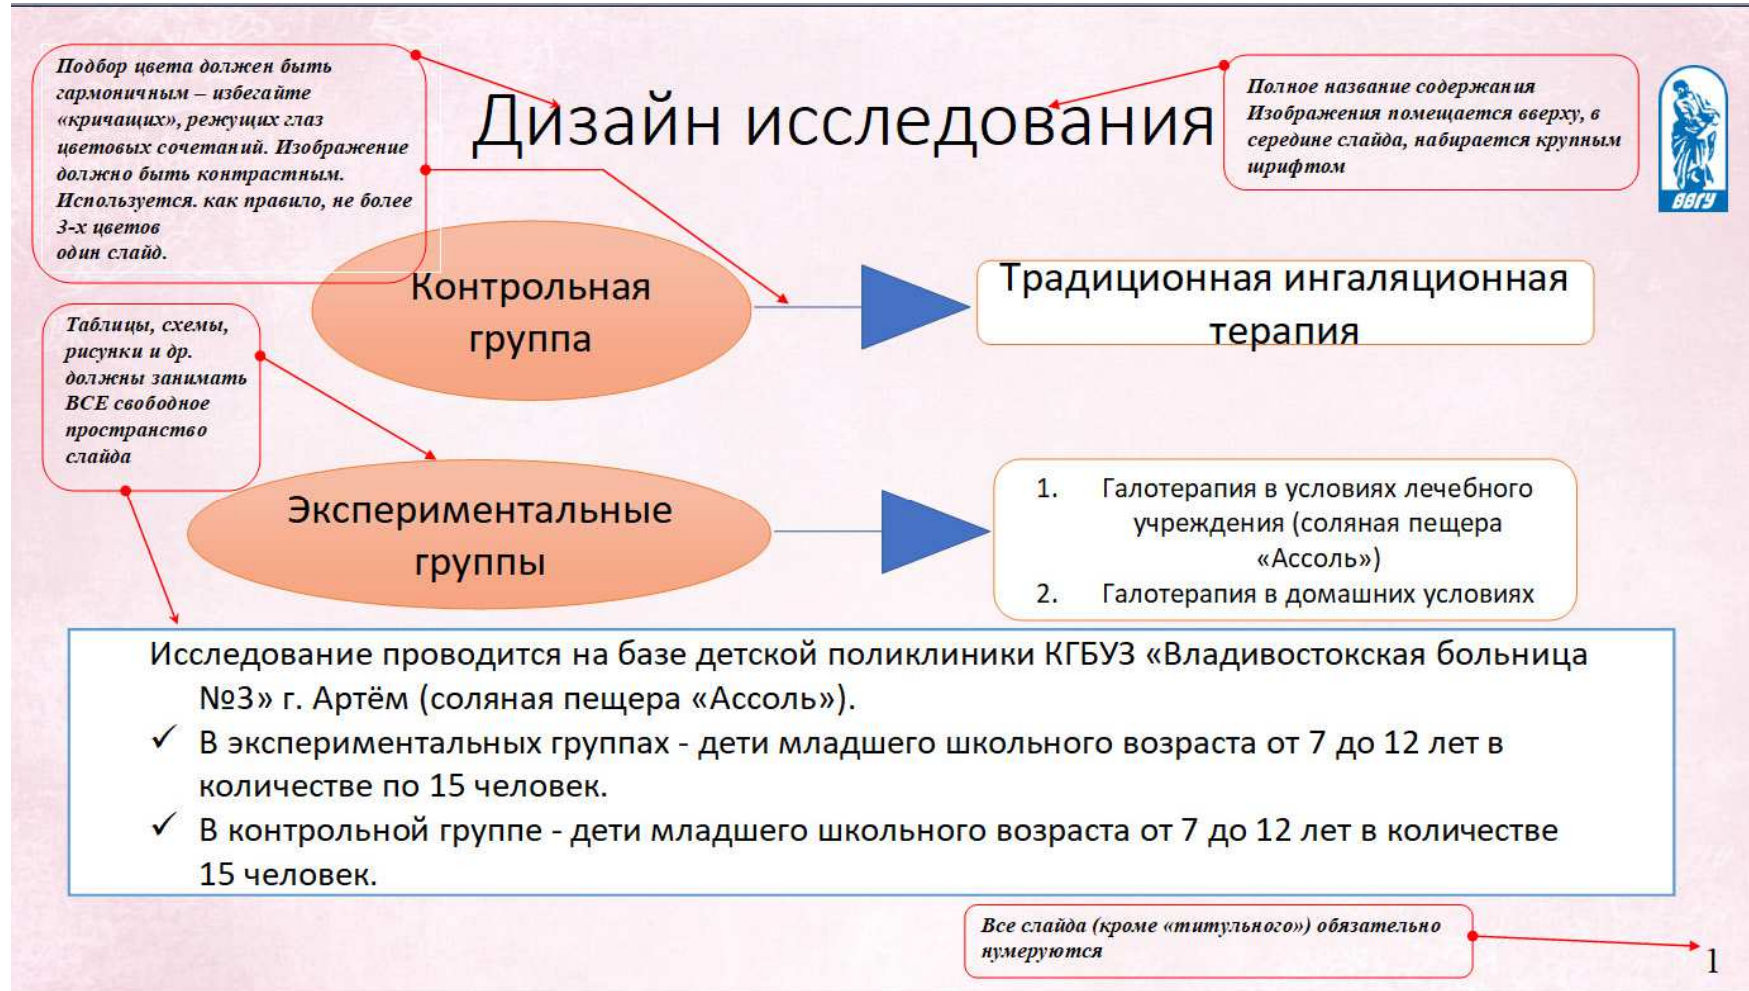 Подбор цвета должен быть
гармоничным – избегайте
«кричащих», режущих глаз
цветовых сочетаний. Изображение
должно быть контрастным.
Используется. как правило, не более
3-х цветов
один слайд.
Дизайн исследования
Полное название содержания
Изображения помещается вверху, в
середине слайда, набирается крупным
шрифтом
ВВГУ
Контрольная
группа
Традиционная ингаляционная
терапия
Таблицы, схемы,
рисунки и др.
должны занимать
ВСЕ свободное
пространство
слайда
Экспериментальные
группы
1. Галотерапия в условиях лечебного
учреждения (соляная пещера
«Ассоль»)
2. Галотерапия в домашних условиях
Исследование проводится на базе детской поликлиники КГБУЗ «Владивостокская больница
№3» г. Артём (соляная пещера «Ассоль»).
✓ В экспериментальных группах - дети младшего школьного возраста от 7 до 12 лет в
количестве по 15 человек.
✓ В контрольной группе - дети младшего школьного возраста от 7 до 12 лет в количестве
15 человек.
Все слайда (кроме «титульного») обязательно
нумеруются
1